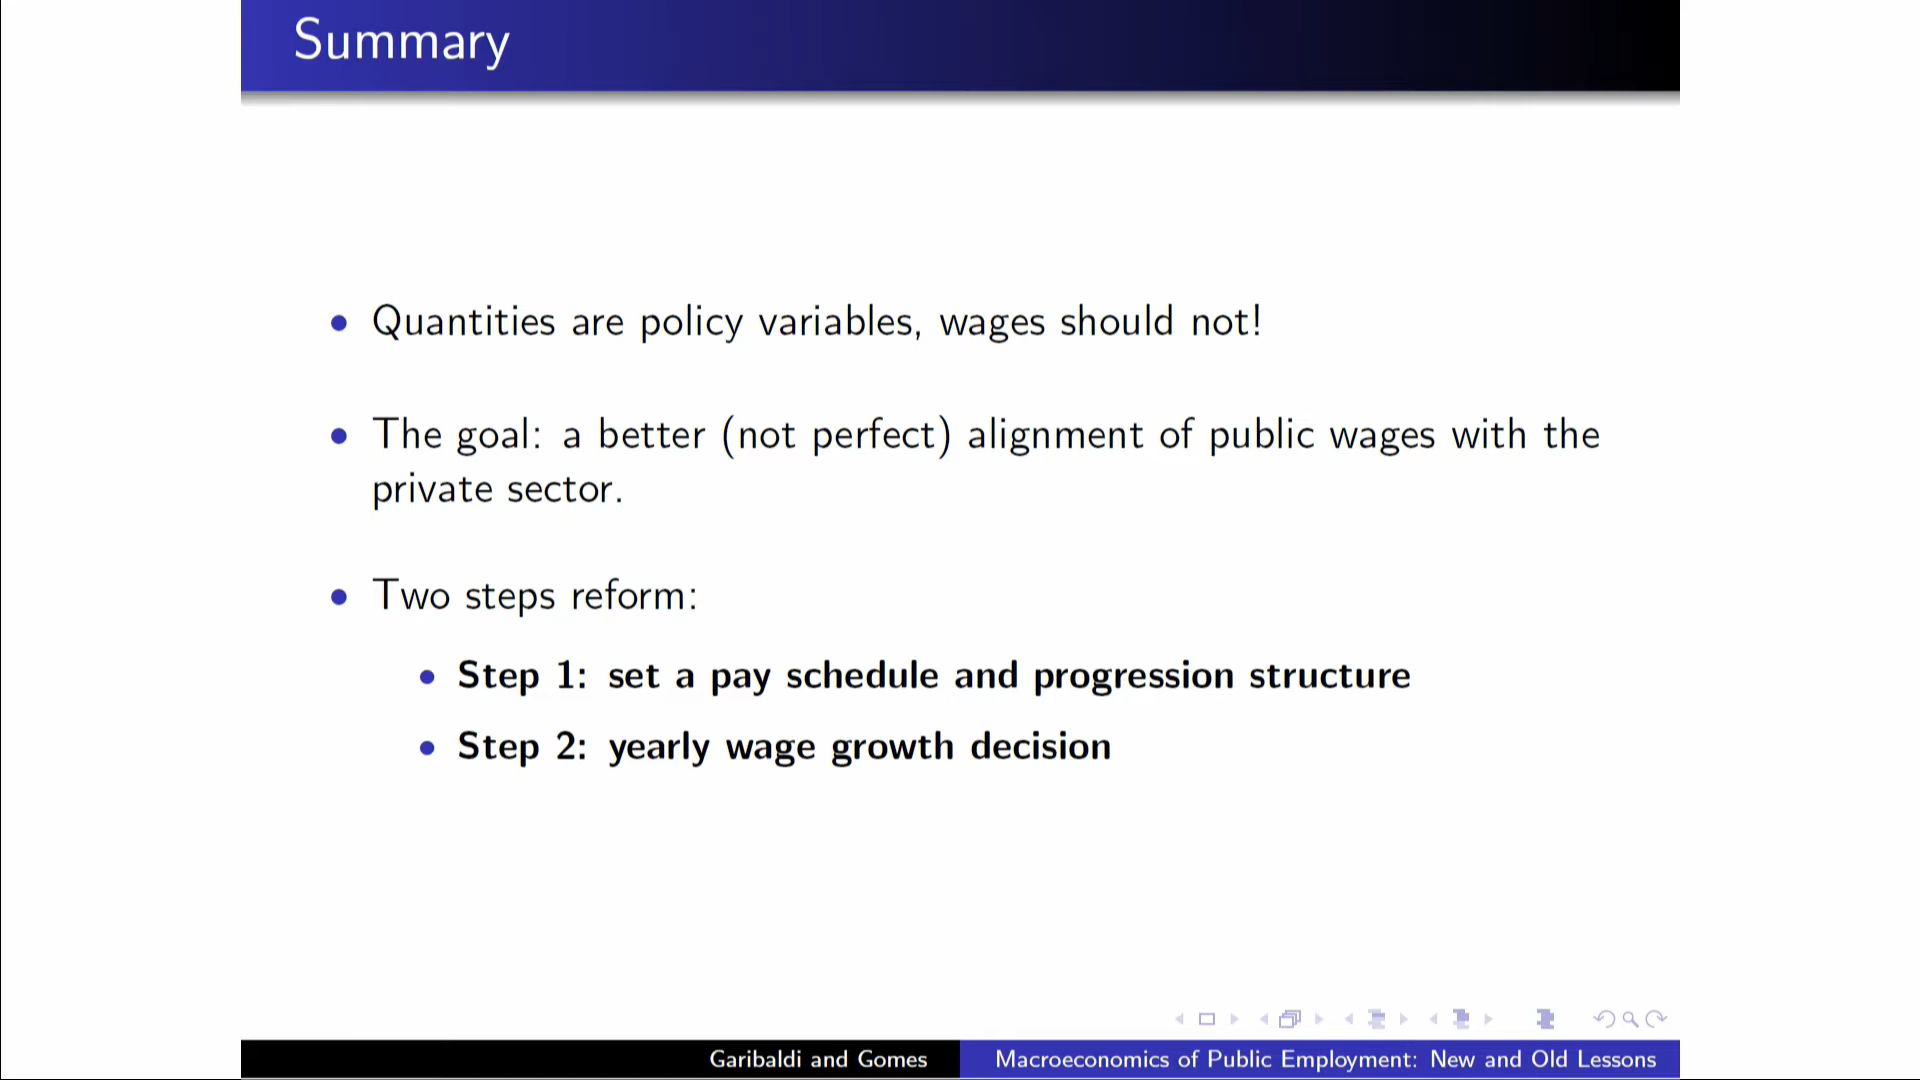 Summary
Quantities are policy variables, wages should not!
The goal: a better (not perfect) alignment of public wages with the
private sector.
Two steps reform:
Step 1: set a pay schedule and progression structure
Step 2: yearly wage growth decision
Garibaldi and Gomes
Macroeconomics of Public Employment: New and Old Lessons